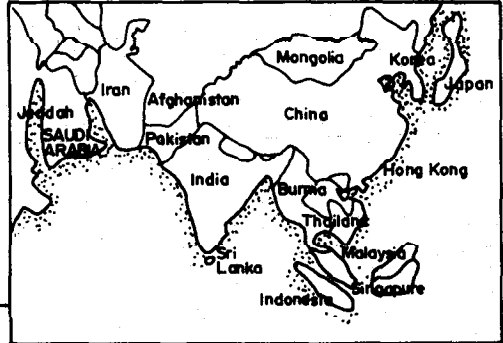 Mongolia
Korea
Iran
Japan
Afghanistan
Jeddah
China
SAUDI
ARABIA
Pakistan
Hong Kong
India
Burma
Thailand
Sri
Lanka
Malaysia
Singapure
Indonesia